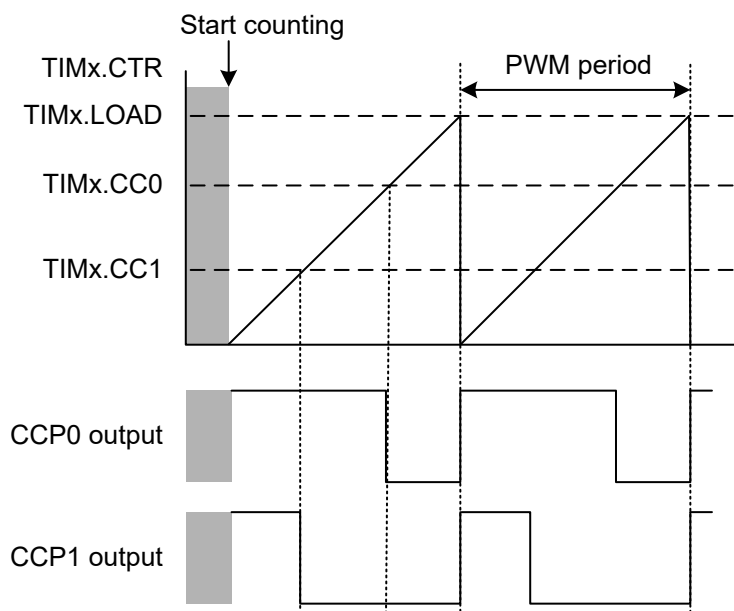 Start counting
TIMx.CTR
PWM period
TIMx.LOAD
TIMx.CC0
TIMx.CC1
CCP0 output
CCP1 output